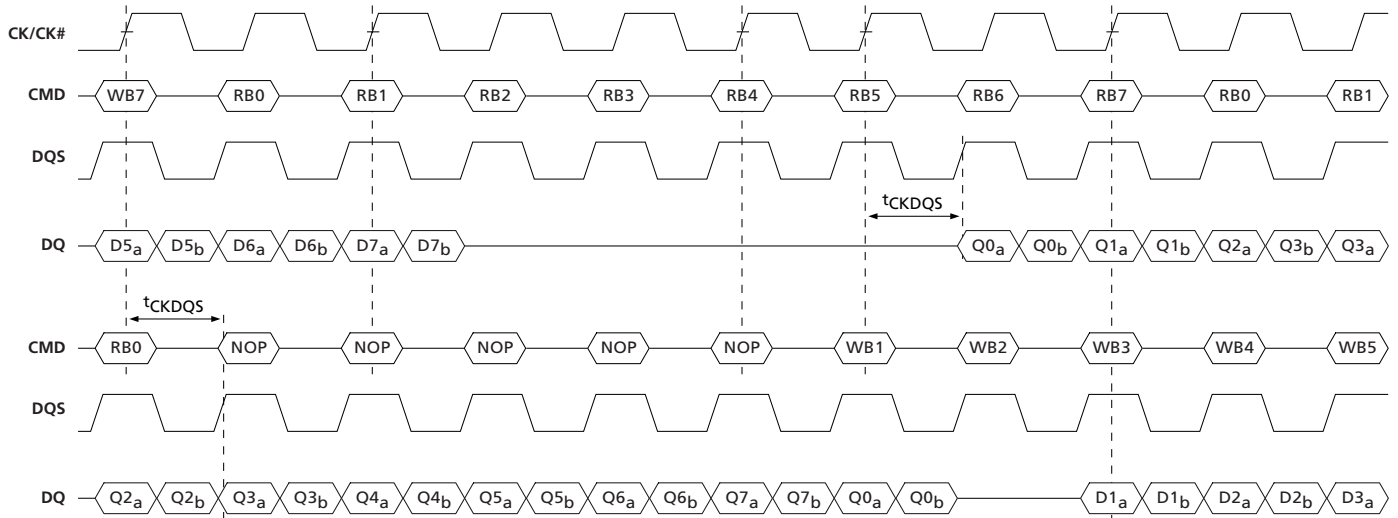 CK/CK#
CMD WB7 RB0 RB1 RB2 RB3 RB4 RB5 RB6 RB7 RB0 RB1
DQS
tCKDQS
DQ D5a D5b D6a D6b D7a D7b Q0a Q0b Q1a Q1b Q2a Q3b Q3a
tCKDQS
CMD RB0 NOP NOP NOP NOP NOP WB1 WB2 WB3 WB4 WB5
DQS
DQ Q2a Q2b Q3a Q3b Q4a Q4b Q5a Q5b Q6a Q6b Q7a Q7b Q0a Q0b D1a D1b D2a D2b D3a